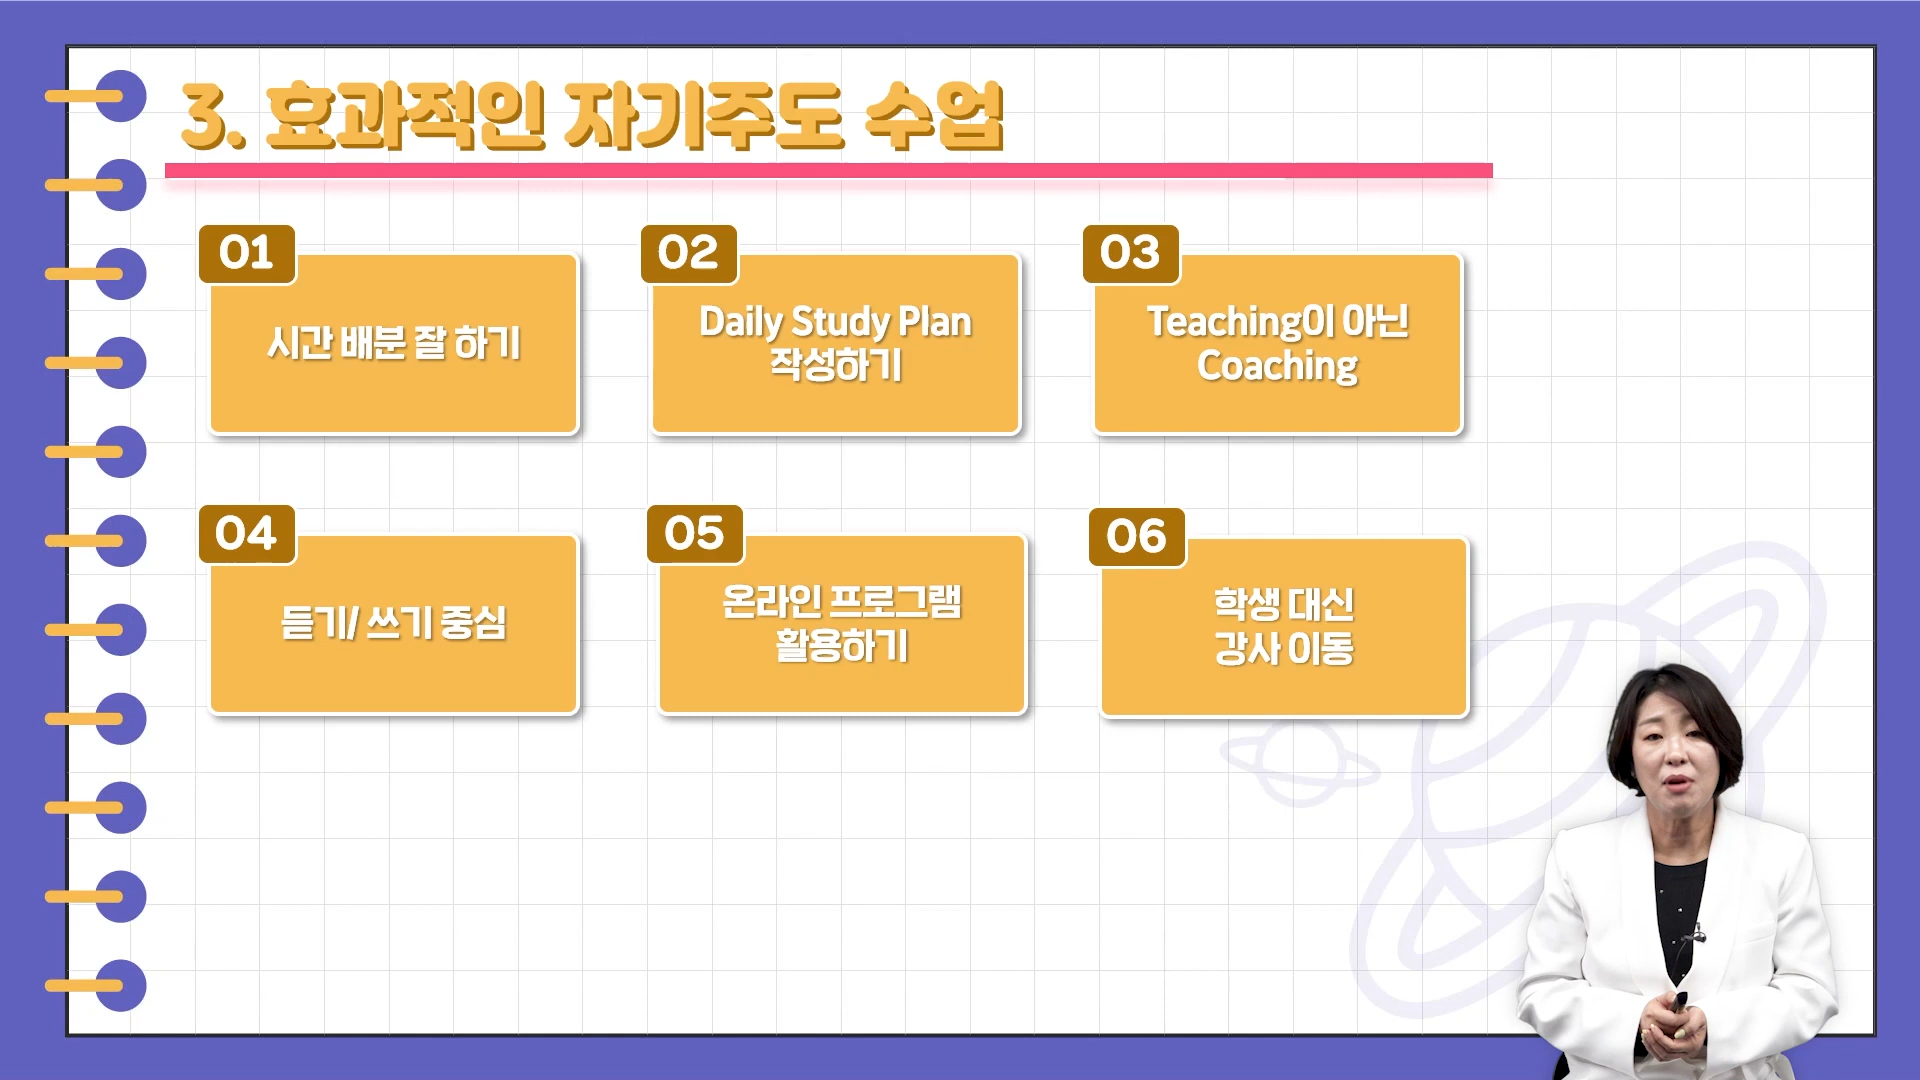 3. 효과적인 자기주도 수업
01
시간 배분 잘 하기
02
Daily Study Plan
작성하기
03
Teaching이 아닌
Coaching
04
듣기/ 쓰기 중심
05
온라인 프로그램
활용하기
06
학생 대신
강사 이동